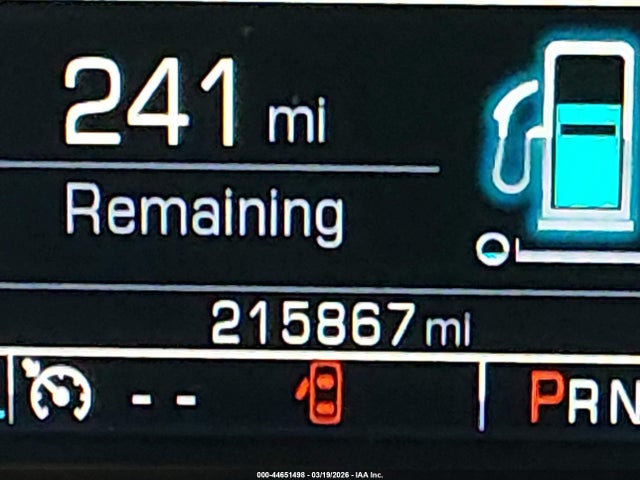 241 mi
Remaining
215867 mi
-- PRN
000-44651498 - 03/19/2026 - IAA Inc.